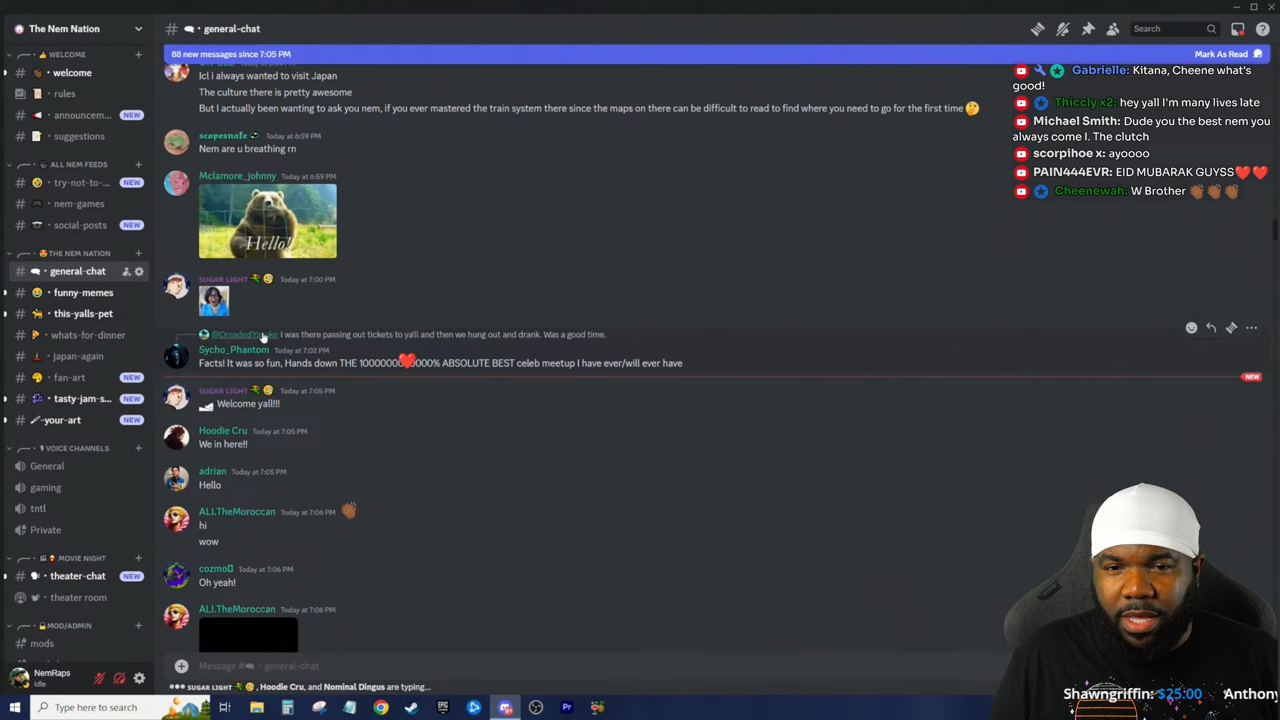 The Nem Nation
general-chat
Search
88 new messages since 7:05 PM
Mark As Read
WELCOME
welcome
rules
announcem...
NEW
suggestions
ALL NEM FEEDS
try-not-to-...
NEW
nem-games
social-posts
NEW
THE NEM NATION
general-chat
funny-memes
this-yalls-pet
whats-for-dinner
japan-again
fan-art
NEW
tasty-jam-s...
NEW
-your-art
NEW
VOICE CHANNELS
General
gaming
tntl
Private
MOVIE NIGHT
theater-chat
NEW
theater room
MOD/ADMIN
mods
NemRaps
Idle
Icl i always wanted to visit Japan
The culture there is pretty awesome
But I actually been wanting to ask you nem, if you ever mastered the train system there since the maps on there can be difficult to read to find where you need to go for the first time 🤔
scopesnake Today at 6:59 PM
Nem are u breathing rn
Mclamore_johnny Today at 6:59 PM
Hello!
SUGAR LIGHT Today at 7:00 PM
I was there passing out tickets to ya'll and then we hung out and drank. Was a good time.
Sycho_Phantom Today at 7:02 PM
ABSOLUTE BEST celeb meetup I have ever/will ever have
Facts! It was so fun, Hands down THE
NEW
SUGAR LIGHT Today at 7:05 PM
Welcome yall!!!
Hoodie Cru Today at 7:05 PM
We in here!!
adrian Today at 7:05 PM
Hello
ALI.TheMoroccan Today at 7:06 PM
hi
wow
cozmo Today at 7:06 PM
Oh yeah!
ALI.TheMoroccan Today at 7:06 PM
Message # general-chat
SUGAR LIGHT, Hoodie Cru, and Nominal Dingus are typing...
Gabrielle: Kitana, Cheene what's
good!
Thiccly x2: hey yall I'm many lives late
Michael Smith: Dude you the best nem you
always come I. The clutch
scorpihoe x: ayoooo
PAIN444EVR: EID MUBARAK GUYSS❤️❤️
Cheenewah: W Brother 👏🏾👏🏾👏🏾
Shawngriffin: $25.00 Anthony
Type here to search